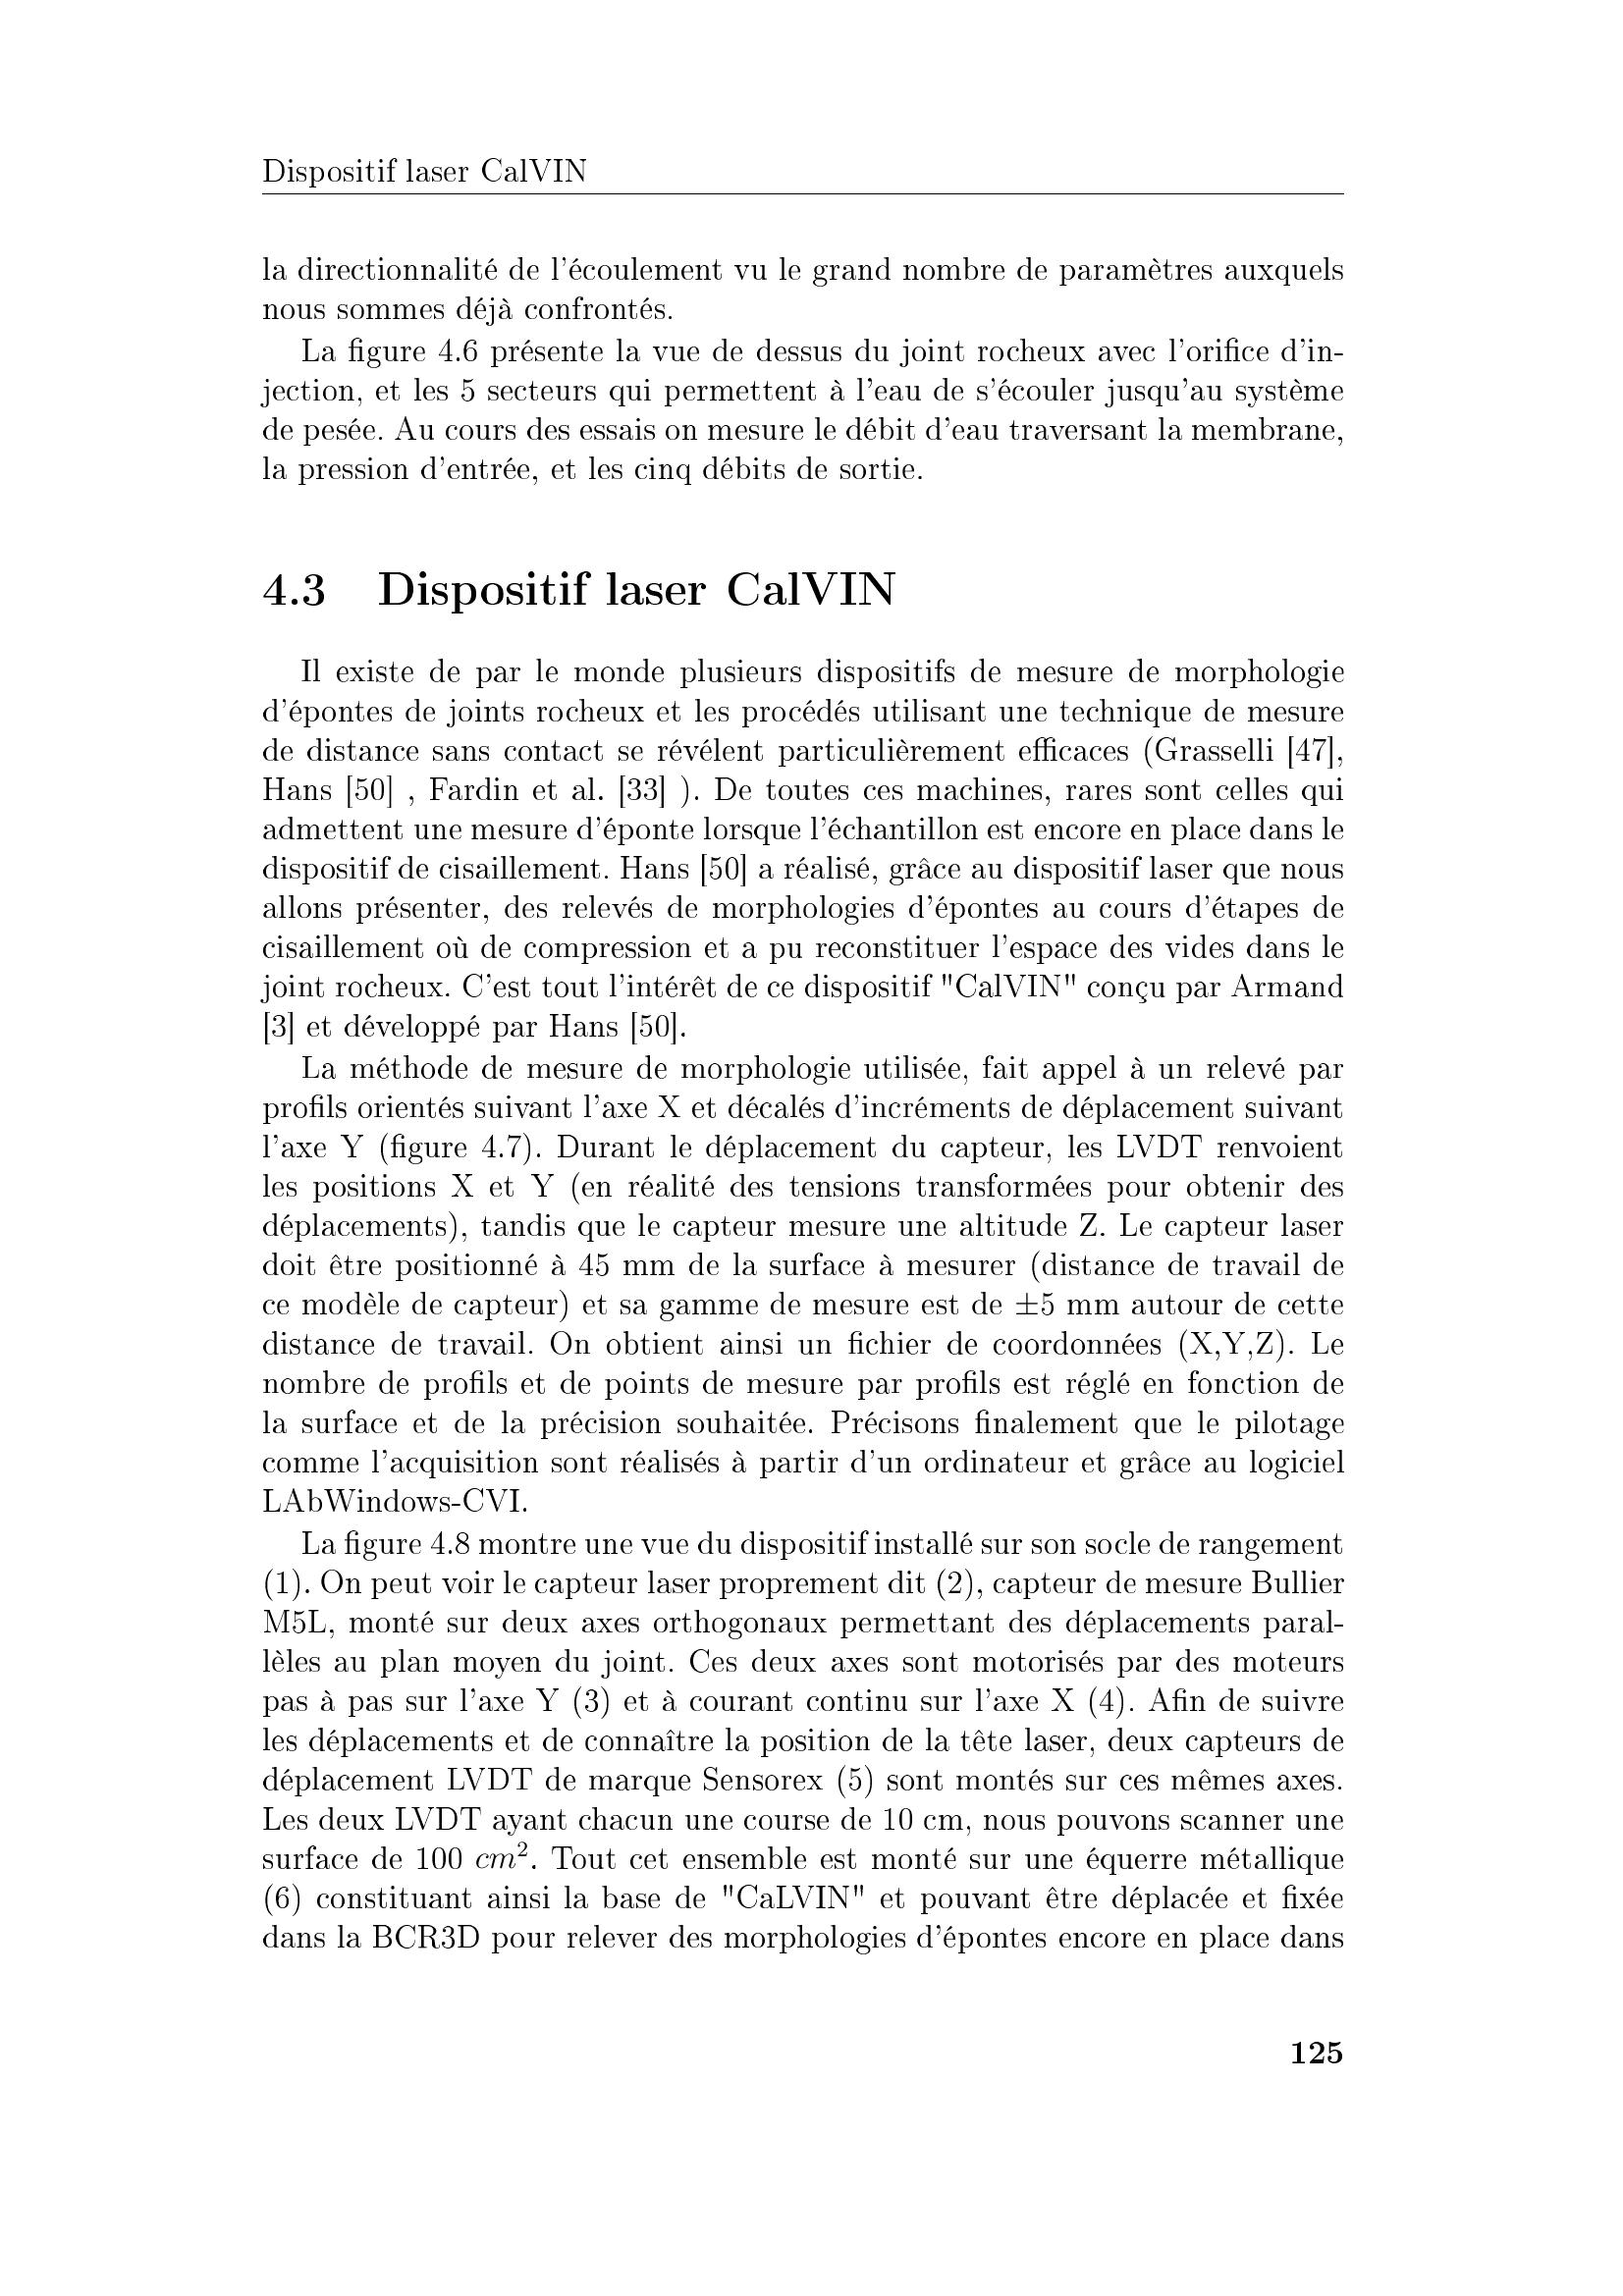 Dispositif laser CalVIN
la directionnalité de l'écoulement vu le grand nombre de paramètres auxquels
nous sommes déjà confrontés.
La figure 4.6 présente la vue de dessus du joint rocheux avec l'orifice d'in-
jection, et les 5 secteurs qui permettent à l'eau de s'écouler jusqu'au système
de pesée. Au cours des essais on mesure le débit d'eau traversant la membrane,
la pression d'entrée, et les cinq débits de sortie.
4.3 Dispositif laser CalVIN
Il existe de par le monde plusieurs dispositifs de mesure de morphologie
d'épontes de joints rocheux et les procédés utilisant une technique de mesure
de distance sans contact se révélent particulièrement efficaces (Grasselli [47],
Hans [50] , Fardin et al. [33] ). De toutes ces machines, rares sont celles qui
admettent une mesure d'éponte lorsque l'échantillon est encore en place dans le
dispositif de cisaillement. Hans [50] a réalisé, grâce au dispositif laser que nous
allons présenter, des relevés de morphologies d'épontes au cours d'étapes de
cisaillement où de compression et a pu reconstituer l'espace des vides dans le
joint rocheux. C'est tout l'intérêt de ce dispositif "CalVIN" conçu par Armand
[3] et développé par Hans [50].
La méthode de mesure de morphologie utilisée, fait appel à un relevé par
profils orientés suivant l'axe X et décalés d'incréments de déplacement suivant
l'axe Y (figure 4.7). Durant le déplacement du capteur, les LVDT renvoient
les positions X et Y (en réalité des tensions transformées pour obtenir des
déplacements), tandis que le capteur mesure une altitude Z. Le capteur laser
doit être positionné à 45 mm de la surface à mesurer (distance de travail de
ce modèle de capteur) et sa gamme de mesure est de ±5 mm autour de cette
distance de travail. On obtient ainsi un fichier de coordonnées (X,Y,Z). Le
nombre de profils et de points de mesure par profils est réglé en fonction de
la surface et de la précision souhaitée. Précisons finalement que le pilotage
comme l'acquisition sont réalisés à partir d'un ordinateur et grâce au logiciel
LAbWindows-CVI.
La figure 4.8 montre une vue du dispositif installé sur son socle de rangement
(1). On peut voir le capteur laser proprement dit (2), capteur de mesure Bullier
M5L, monté sur deux axes orthogonaux permettant des déplacements paral-
lèles au plan moyen du joint. Ces deux axes sont motorisés par des moteurs
pas à pas sur l'axe Y (3) et à courant continu sur l'axe X (4). Afin de suivre
les déplacements et de connaître la position de la tête laser, deux capteurs de
déplacement LVDT de marque Sensorex (5) sont montés sur ces mêmes axes.
Les deux LVDT ayant chacun une course de 10 cm, nous pouvons scanner une
surface de 100 cm². Tout cet ensemble est monté sur une équerre métallique
(6) constituant ainsi la base de "CaLVIN" et pouvant être déplacée et fixée
dans la BCR3D pour relever des morphologies d'épontes encore en place dans
125